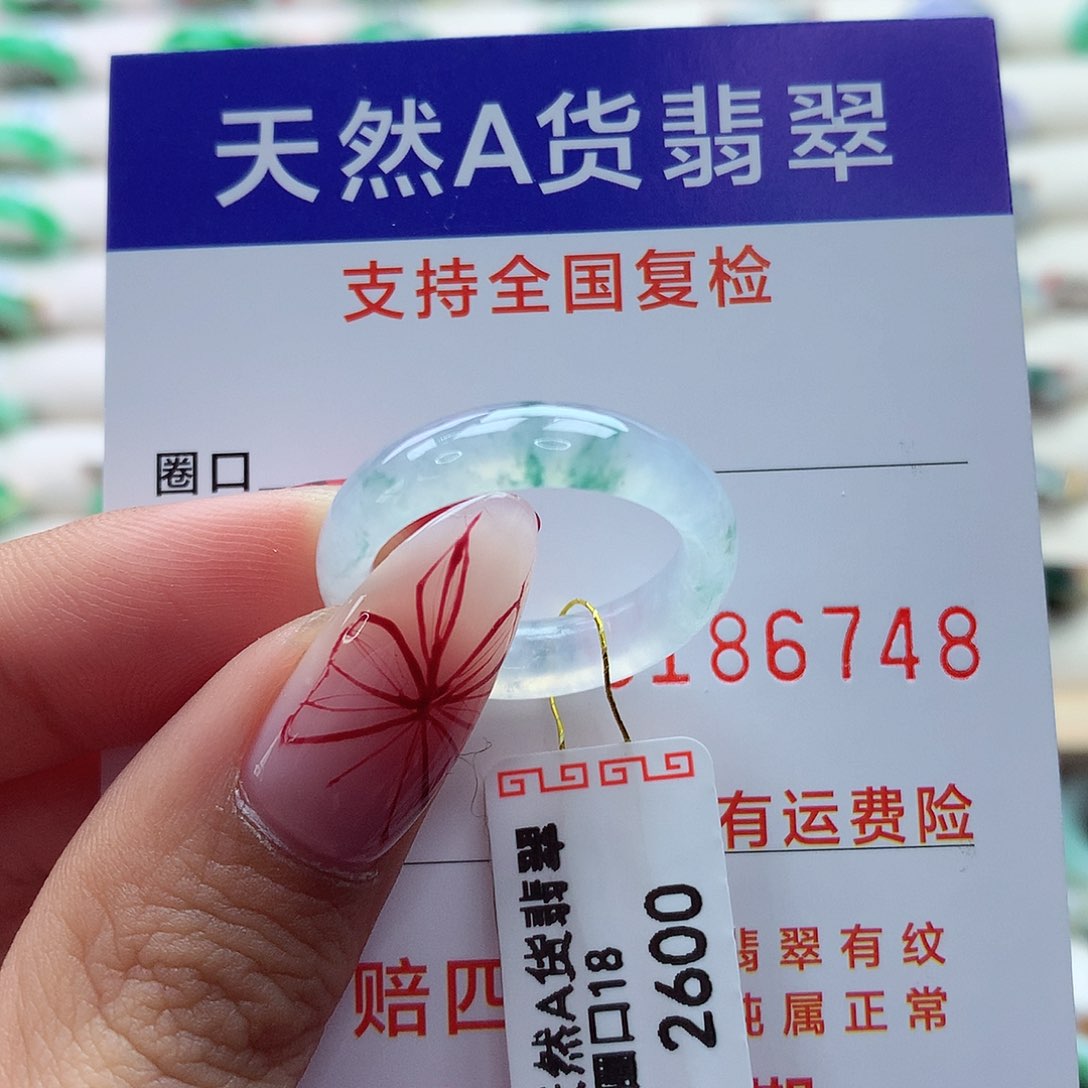 天然A货翡翠
支持全国复检
圈口
186748
有运费险
翡翠有纹
纯属正常
赔四
天然A货翡翠
圈口18
2600